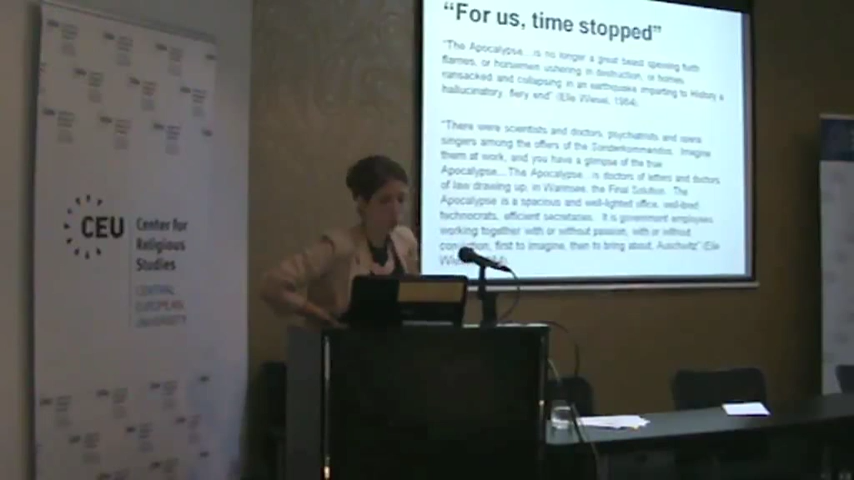 "For us, time stopped"
"The Apocalypse...is no longer a great beast spewing forth
flames, or horsemen ushering in destruction, or homes
ransacked and collapsing in an earthquake imparting to History a
hallucinatory, fiery end" (Elie Wiesel, 1984)
"There were scientists and doctors, psychiatrists and opera
singers among the officers of the Sonderkommandos. Imagine
them at work, and you have a glimpse of the true
Apocalypse...The Apocalypse...is doctors of letters and doctors
of law drawing up, in Wannsee, the Final Solution. The
Apocalypse is a spacious and well-lighted office, well-bred
technocrats, efficient secretaries. It is government employees
working together with or without passion, with or without
conviction, first to imagine, then to bring about, Auschwitz" (Elie
CEU
Center for
Religious
Studies
CENTRAL
EUROPEAN
UNIVERSITY